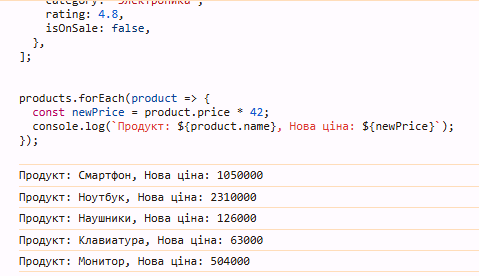 category: "Электроника",
rating: 4.8,
isOnSale: false,
},
];
products.forEach(product => {
const newPrice = product.price * 42;
console.log(`Продукт: ${product.name}, Нова ціна: ${newPrice}`);
});
Продукт: Смартфон, Нова ціна: 1050000
Продукт: Ноутбук, Нова ціна: 2310000
Продукт: Наушники, Нова ціна: 126000
Продукт: Клавиатура, Нова ціна: 63000
Продукт: Монитор, Нова ціна: 504000